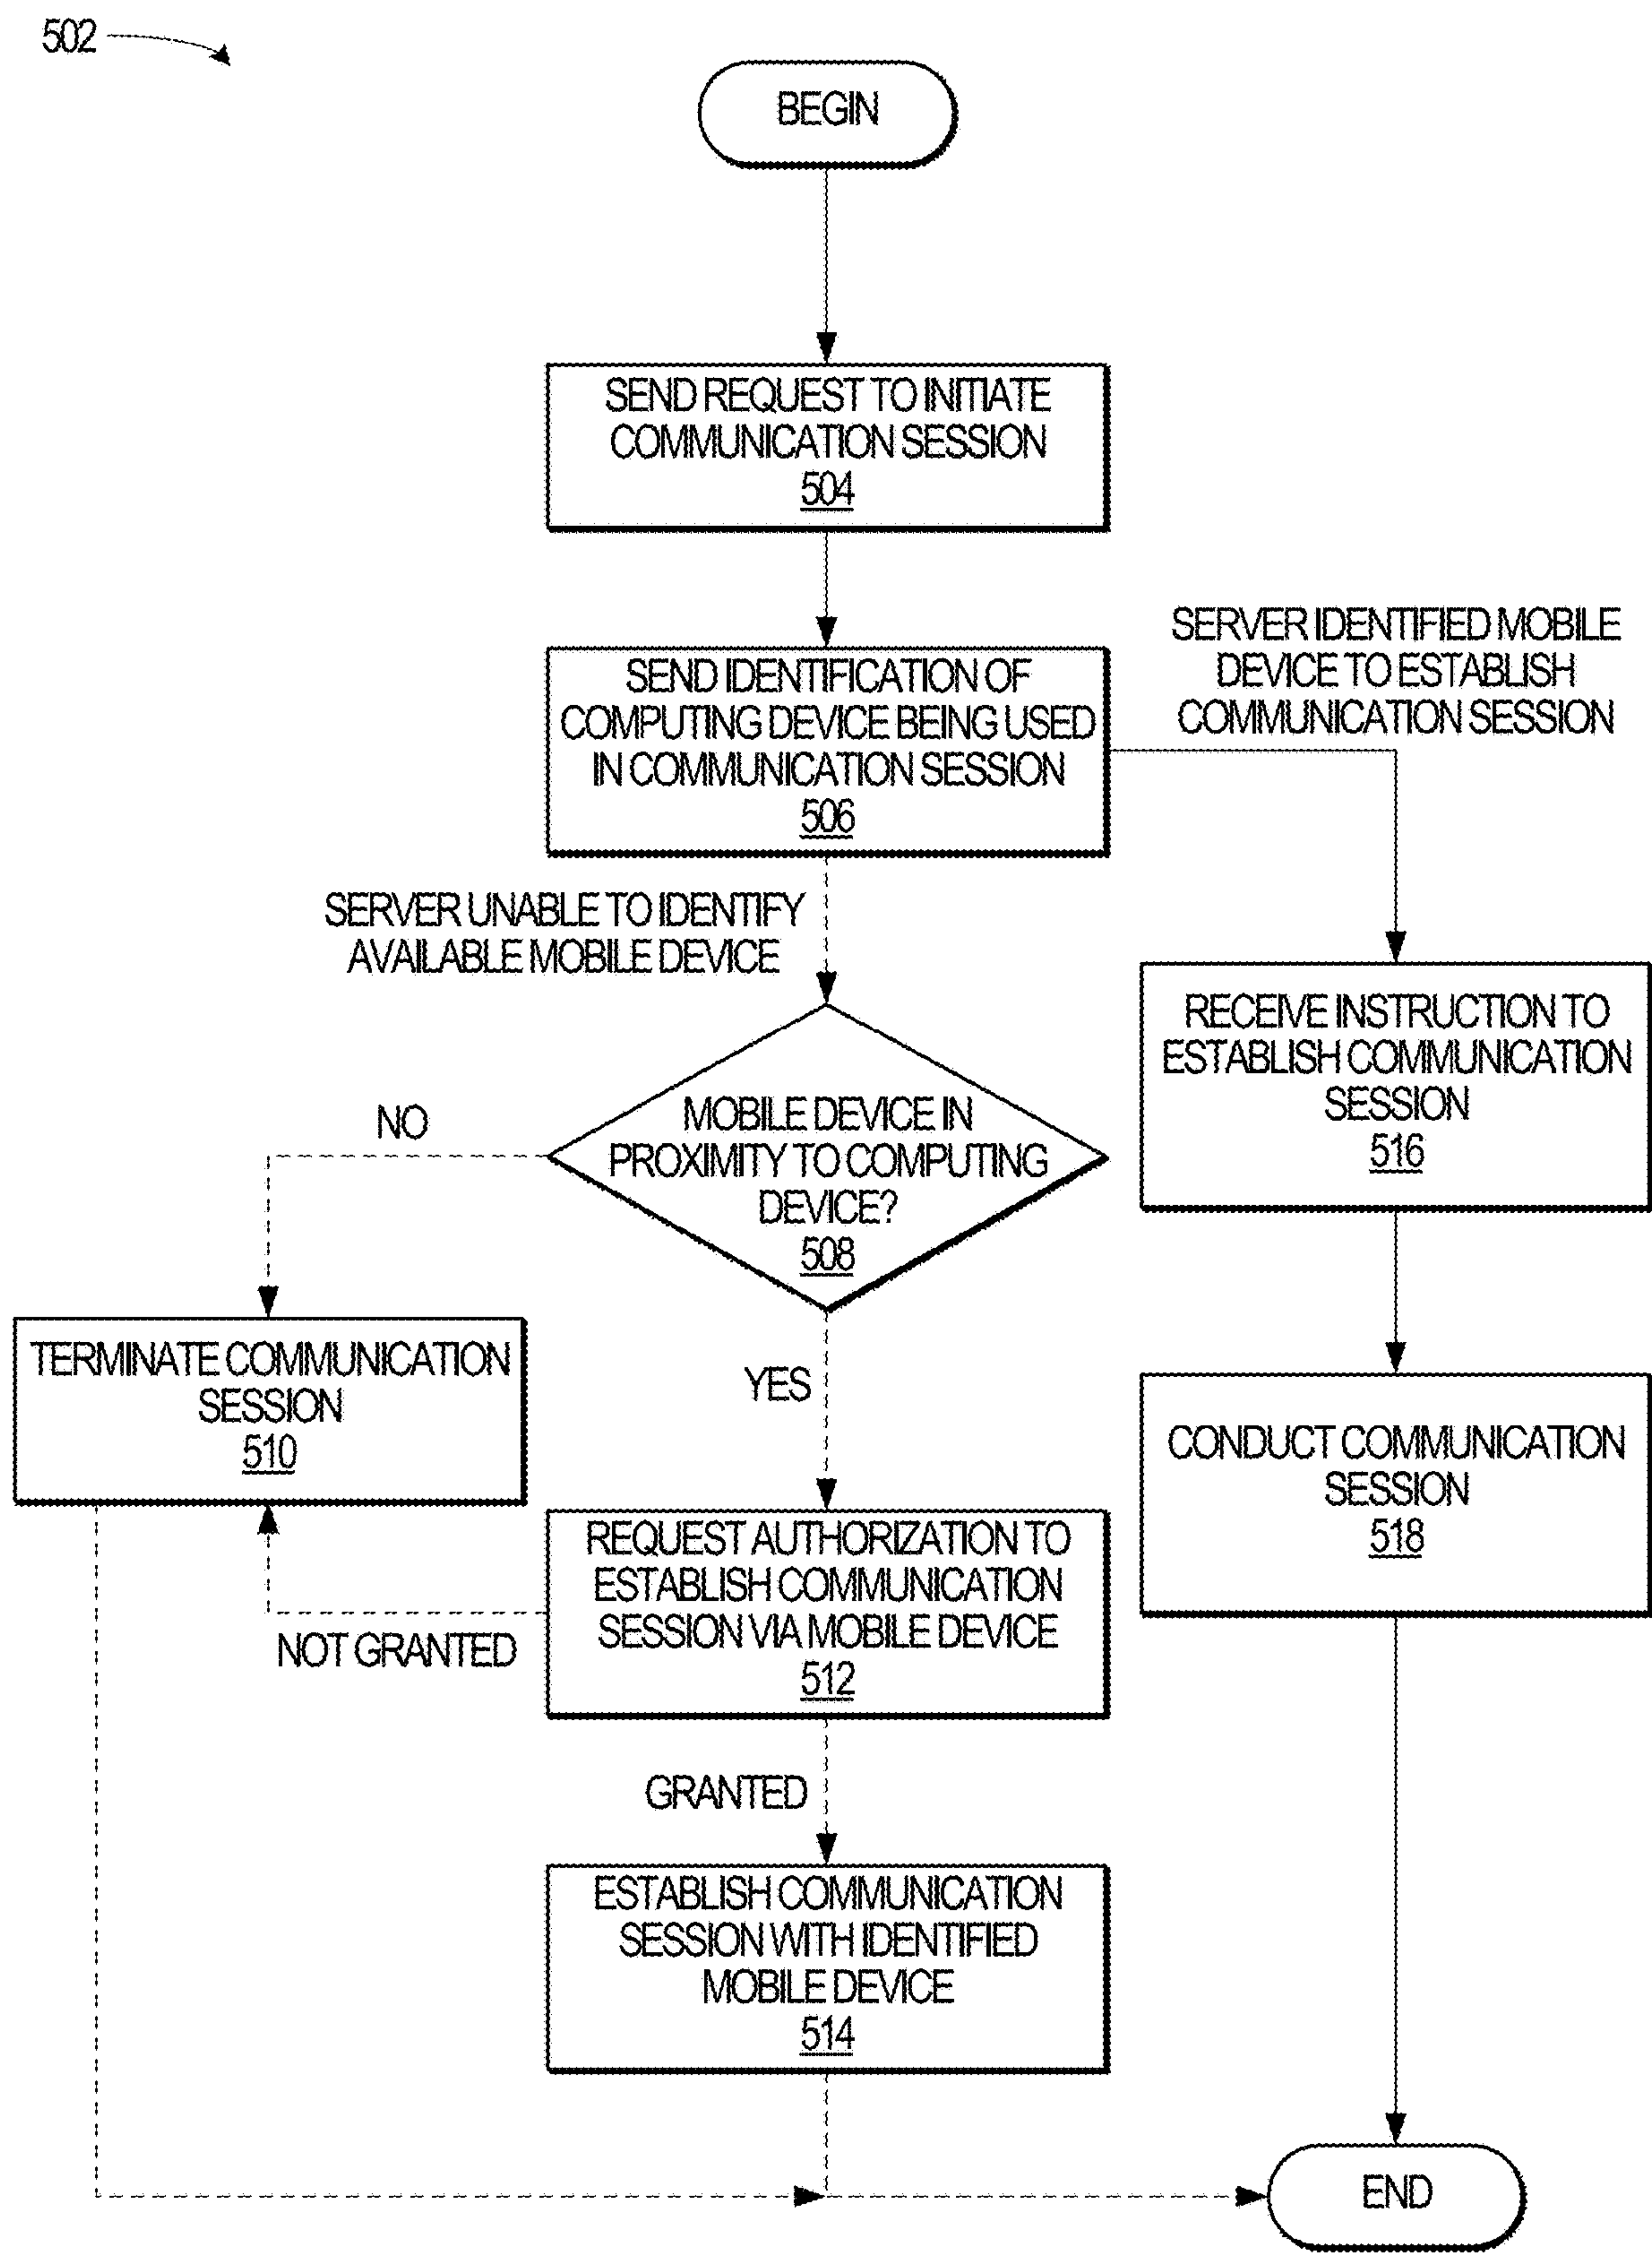 502
BEGIN
SEND REQUEST TO INITIATE
COMMUNICATION SESSION
504
SERVER IDENTIFIED MOBILE
DEVICE TO ESTABLISH
COMMUNICATION SESSION
SEND IDENTIFICATION OF
COMPUTING DEVICE BEING USED
IN COMMUNICATION SESSION
506
SERVER UNABLE TO IDENTIFY
AVAILABLE MOBILE DEVICE
RECEIVE INSTRUCTION TO
ESTABLISH COMMUNICATION
SESSION
516
NO
MOBILE DEVICE IN
PROXIMITY TO COMPUTING
DEVICE?
508
TERMINATE COMMUNICATION
SESSION
510
YES
CONDUCT COMMUNICATION
SESSION
518
REQUEST AUTHORIZATION TO
ESTABLISH COMMUNICATION
SESSION VIA MOBILE DEVICE
512
NOT GRANTED
GRANTED
ESTABLISH COMMUNICATION
SESSION WITH IDENTIFIED
MOBILE DEVICE
514
END